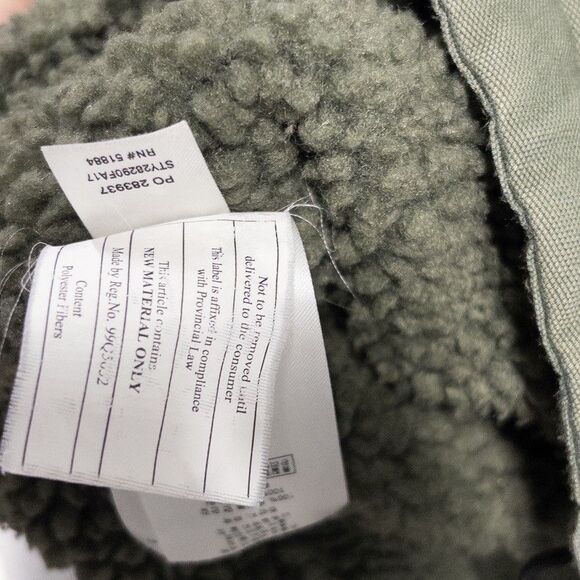 PO 283937
STY28290FA17
RN# 51884
Not to be removed until
delivered to the consumer
This label is affixed in compliance
with Provincial Law
This article contains
NEW MATERIAL ONLY
Made by Reg.No.
Content
Polyester Fibers
100%